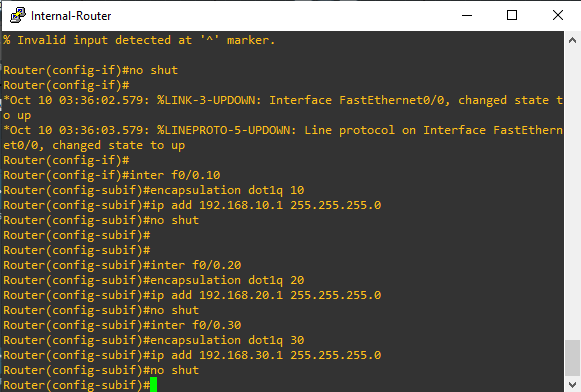 Internal-Router
% Invalid input detected at '^' marker.
Router(config-if)#no shut
Router(config-if)#
*Oct 10 03:36:02.579: %LINK-3-UPDOWN: Interface FastEthernet0/0, changed state t
o up
*Oct 10 03:36:03.579: %LINEPROTO-5-UPDOWN: Line protocol on Interface FastEthern
et0/0, changed state to up
Router(config-if)#
Router(config-if)#inter f0/0.10
Router(config-subif)#encapsulation dot1q 10
Router(config-subif)#ip add 192.168.10.1 255.255.255.0
Router(config-subif)#no shut
Router(config-subif)#
Router(config-subif)#
Router(config-subif)#inter f0/0.20
Router(config-subif)#encapsulation dot1q 20
Router(config-subif)#ip add 192.168.20.1 255.255.255.0
Router(config-subif)#no shut
Router(config-subif)#inter f0/0.30
Router(config-subif)#encapsulation dot1q 30
Router(config-subif)#ip add 192.168.30.1 255.255.255.0
Router(config-subif)#no shut
Router(config-subif)#